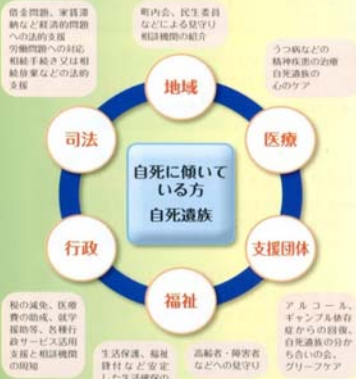 借金問題、家賃滞
納など経済的問題
への法的支援
労働問題への対応
相続手続き又は相
続放棄などの法的
支援
町内会、民生委員
などによる見守り
相談機関の紹介
うつ病などの
精神疾患の治療
自死遺族の
心のケア
地域
司法
医療
自死に傾いて
いる方
自死遺族
行政
支援団体
福祉
税の減免、医療
費の助成、就学
援助等、各種行
政サービス活用
支援と相談機関
の周知
生活保護、福祉
貸付など安定
した生活確保の
高齢者・障害者
などへの見守り
アルコール、
ギャンブル依存
症からの回復、
自死遺族の分か
ち合いの会、
グリーフケア